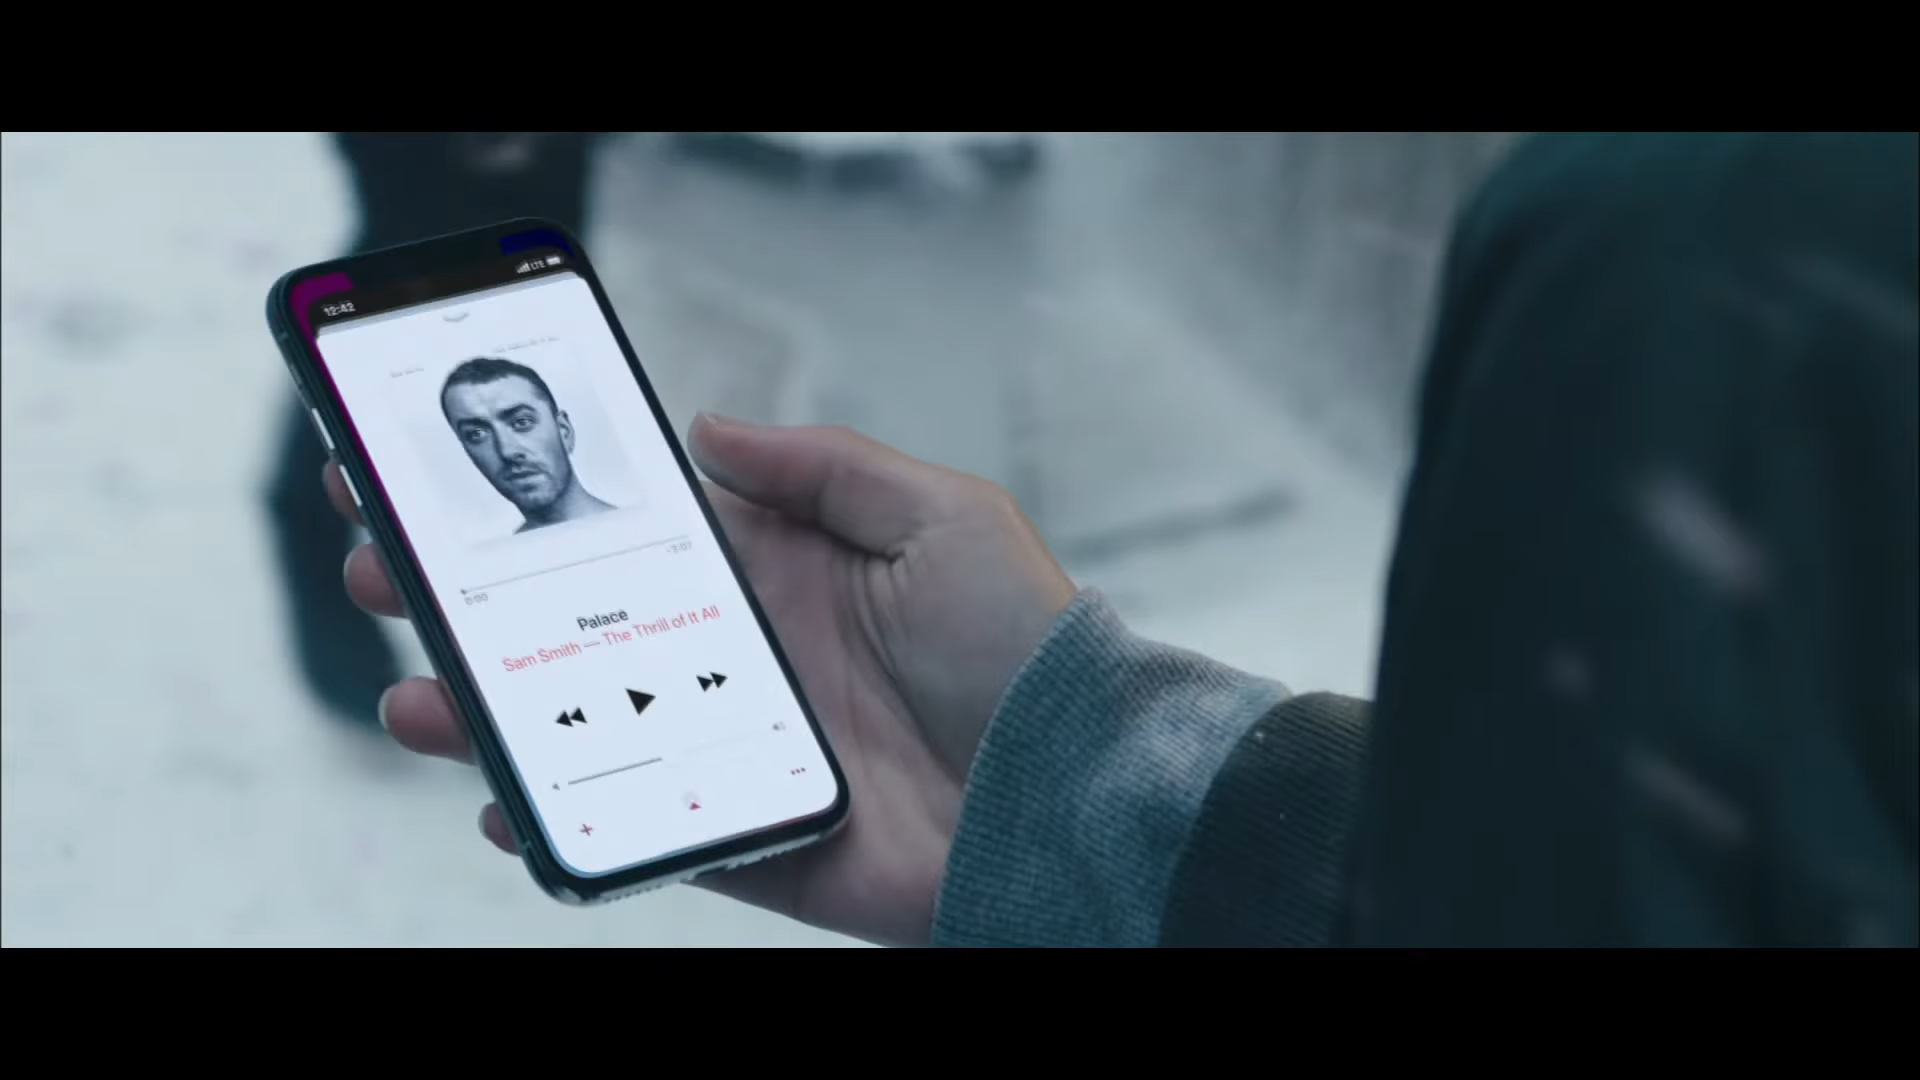 12:42
LTE
-3:07
0:00
Palace
Sam Smith — The Thrill of It All